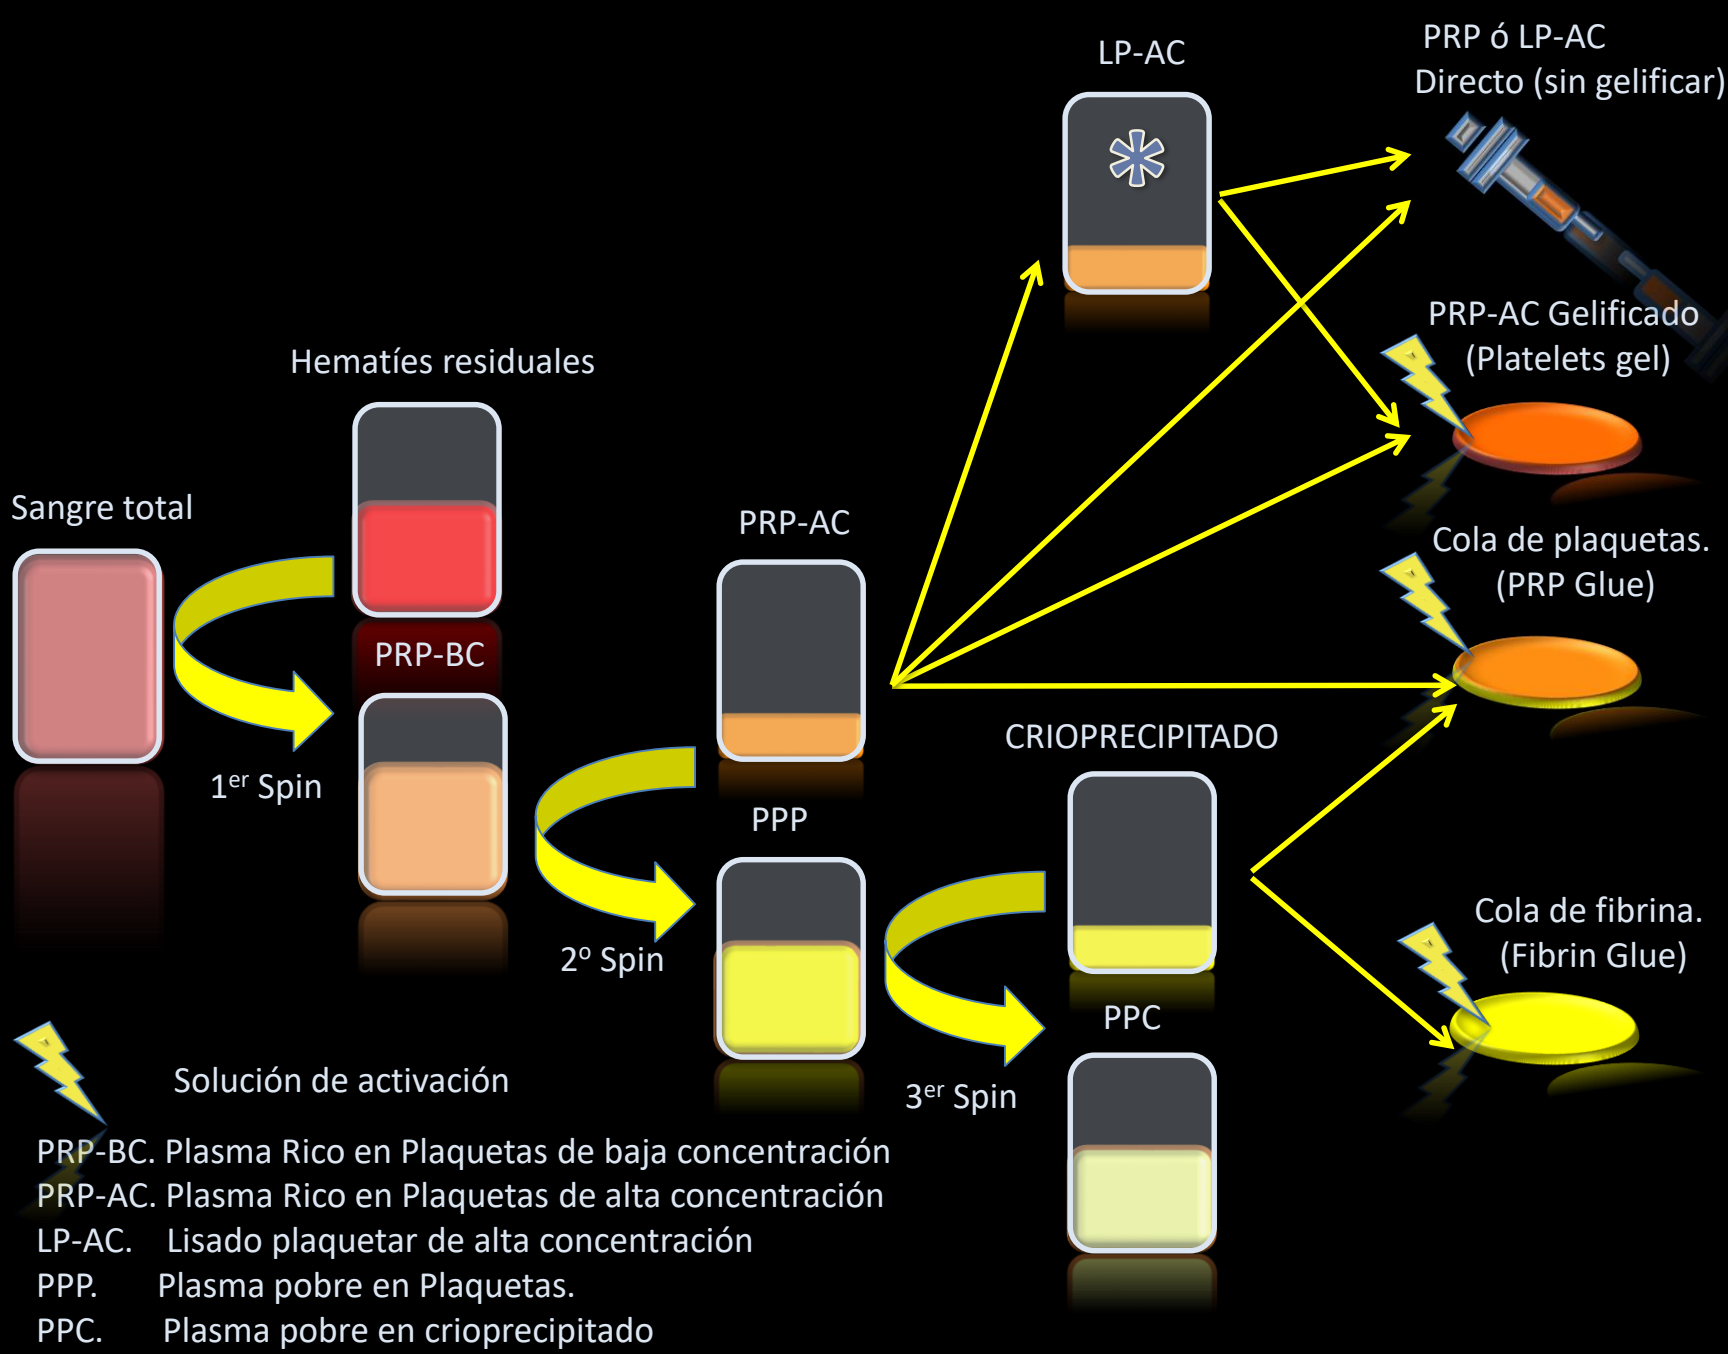 LP-AC
PRP ó LP-AC
Directo (sin gelificar)
PRP-AC Gelificado
(Platelets gel)
Hematíes residuales
Sangre total
PRP-AC
Cola de plaquetas.
(PRP Glue)
PRP-BC
CRIOPRECIPITADO
1er Spin
PPP
Cola de fibrina.
(Fibrin Glue)
2º Spin
PPC
3er Spin
Solución de activación
PRP-BC. Plasma Rico en Plaquetas de baja concentración
PRP-AC. Plasma Rico en Plaquetas de alta concentración
LP-AC. Lisado plaquetar de alta concentración
PPP. Plasma pobre en Plaquetas.
PPC. Plasma pobre en crioprecipitado